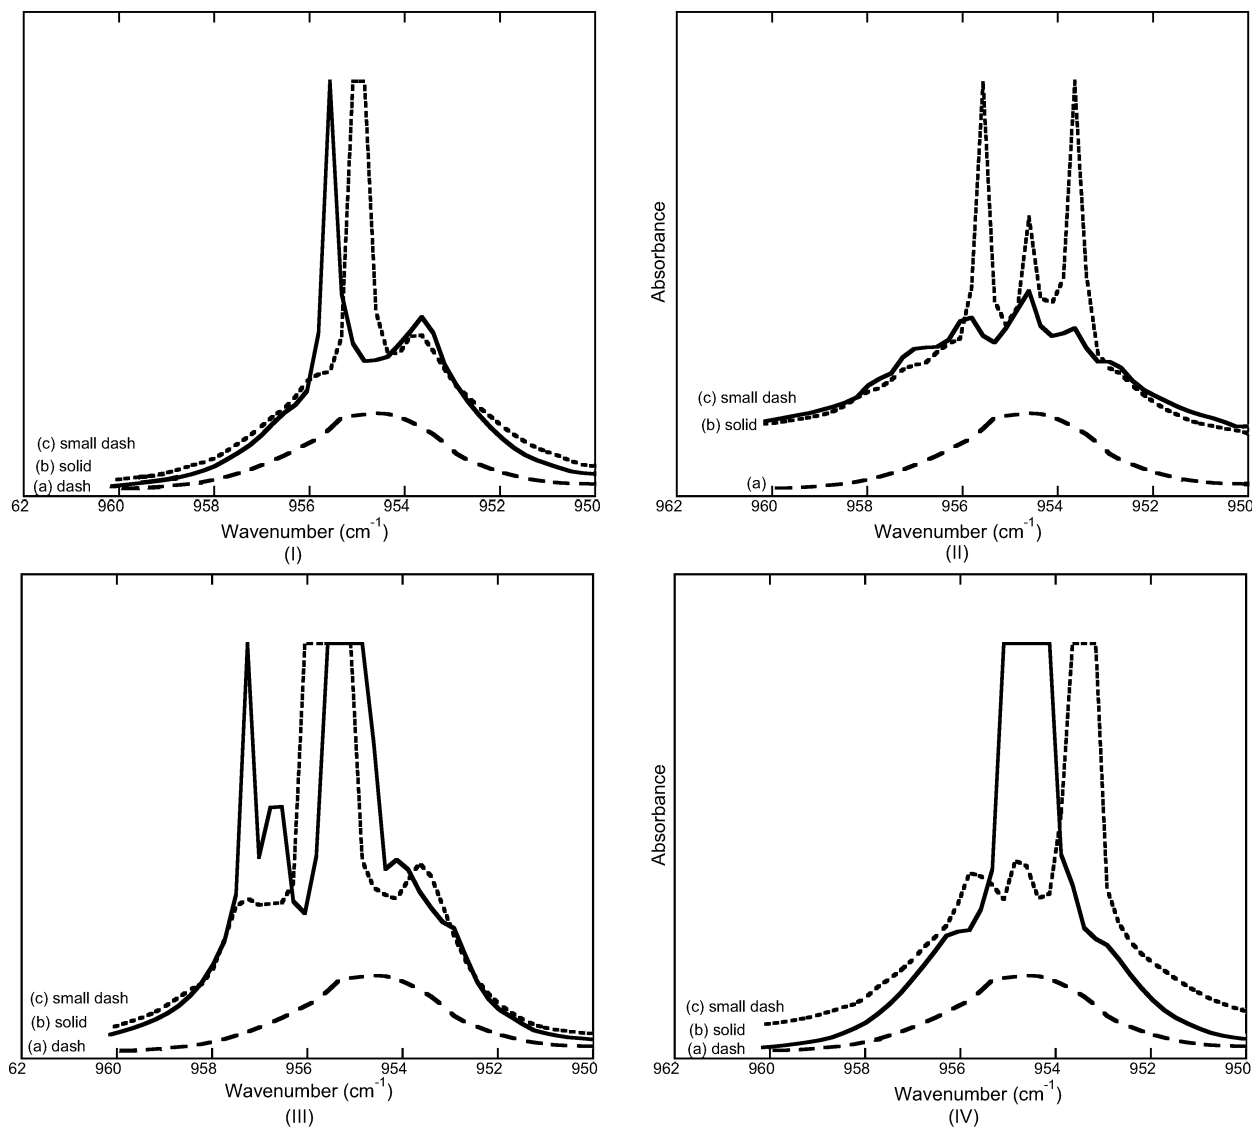 (c) small dash
(b) solid
(a) dash
62 960 958 956 954 952 950
Wavenumber (cm⁻¹)
(I)
Absorbance
(c) small dash
(b) solid
(a)
962 960 958 956 954 952 950
Wavenumber (cm⁻¹)
(II)
(c) small dash
(b) solid
(a) dash
62 960 958 956 954 952 950
Wavenumber (cm⁻¹)
(III)
Absorbance
(c) small dash
(b) solid
(a) dash
962 960 958 956 954 952 950
Wavenumber (cm⁻¹)
(IV)